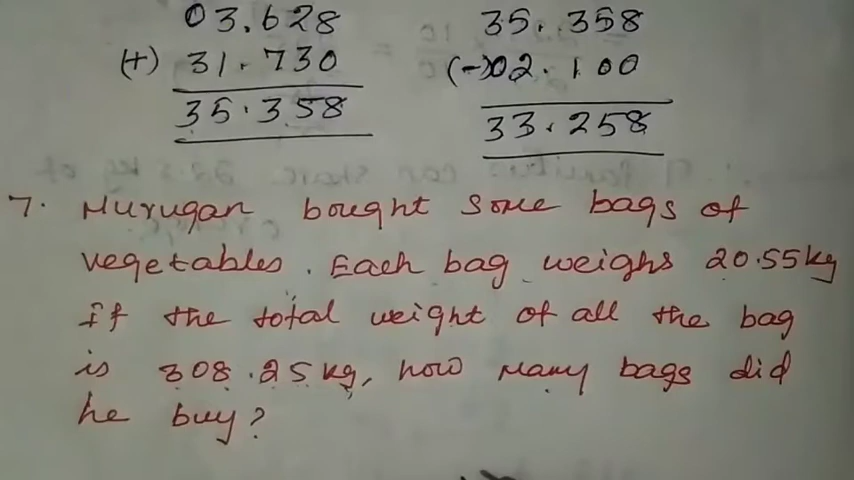 03.628
(+) 31.730
35.358
35.358
(-)02.100
33.258
7. Murugan bought some bags of
vegetables. Each bag weighs 20.55kg
if the total weight of all the bag
is 308.25 kg, how many bags did
he buy?